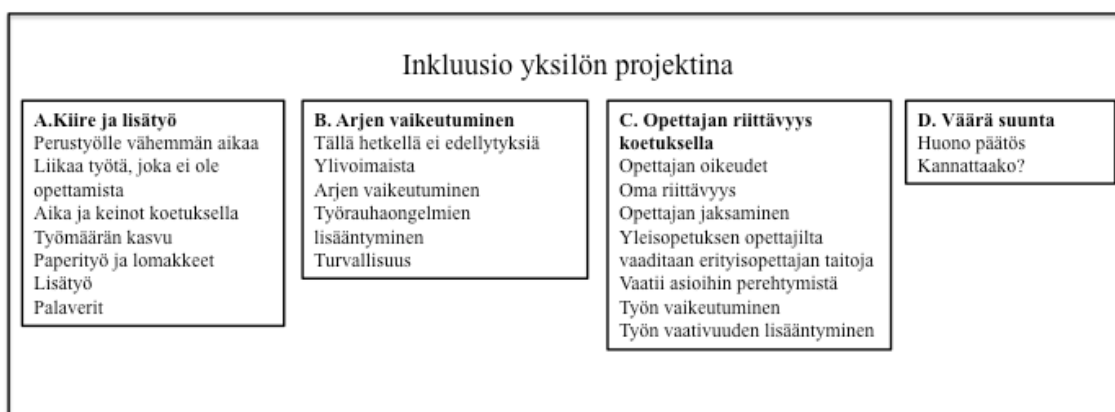 Inkluusio yksilön projektina
A.Kiire ja lisätyö
Perustyölle vähemmän aikaa
Liikaa työtä, joka ei ole
opettamista
Aika ja keinot koetuksella
Työmäärän kasvu
Paperityö ja lomakkeet
Lisätyö
Palaverit
B. Arjen vaikeutuminen
Tällä hetkellä ei edellytyksiä
Ylivoimaista
Arjen vaikeutuminen
Työrauhaongelmien
lisääntyminen
Turvallisuus
C. Opettajan riittävyys
koetuksella
Opettajan oikeudet
Oma riittävyys
Opettajan jaksaminen
Yleisopetuksen opettajilta
vaaditaan erityisopettajan taitoja
Vaatii asioihin perehtymistä
Työn vaikeutuminen
Työn vaativuuden lisääntyminen
D. Väärä suunta
Huono päätös
Kannattaako?